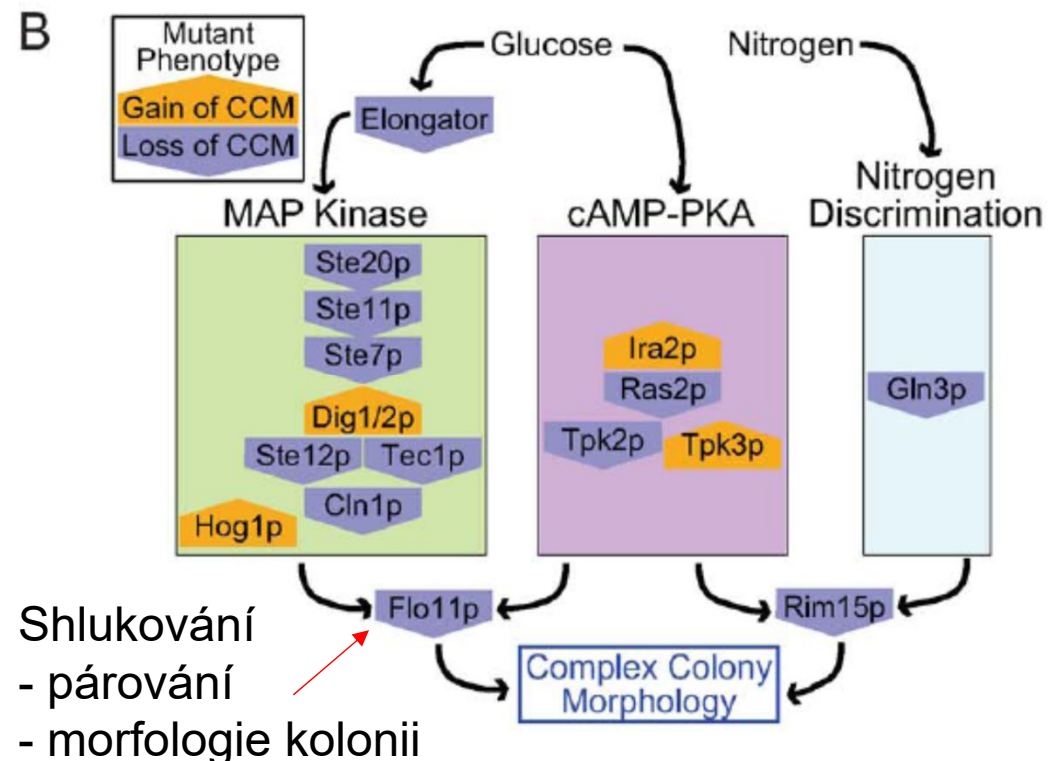 B
Mutant
Phenotype
Gain of CCM
Loss of CCM
Glucose
Nitrogen
Elongator
MAP Kinase
cAMP-PKA
Nitrogen
Discrimination
Ste20p
Ste11p
Ste7p
Dig1/2p
Ste12p
Tec1p
Cln1p
Hog1p
Ira2p
Ras2p
Tpk2p
Tpk3p
Gln3p
Flo11p
Rim15p
Complex Colony
Morphology
Shlukování
- párování
- morfologie kolonii